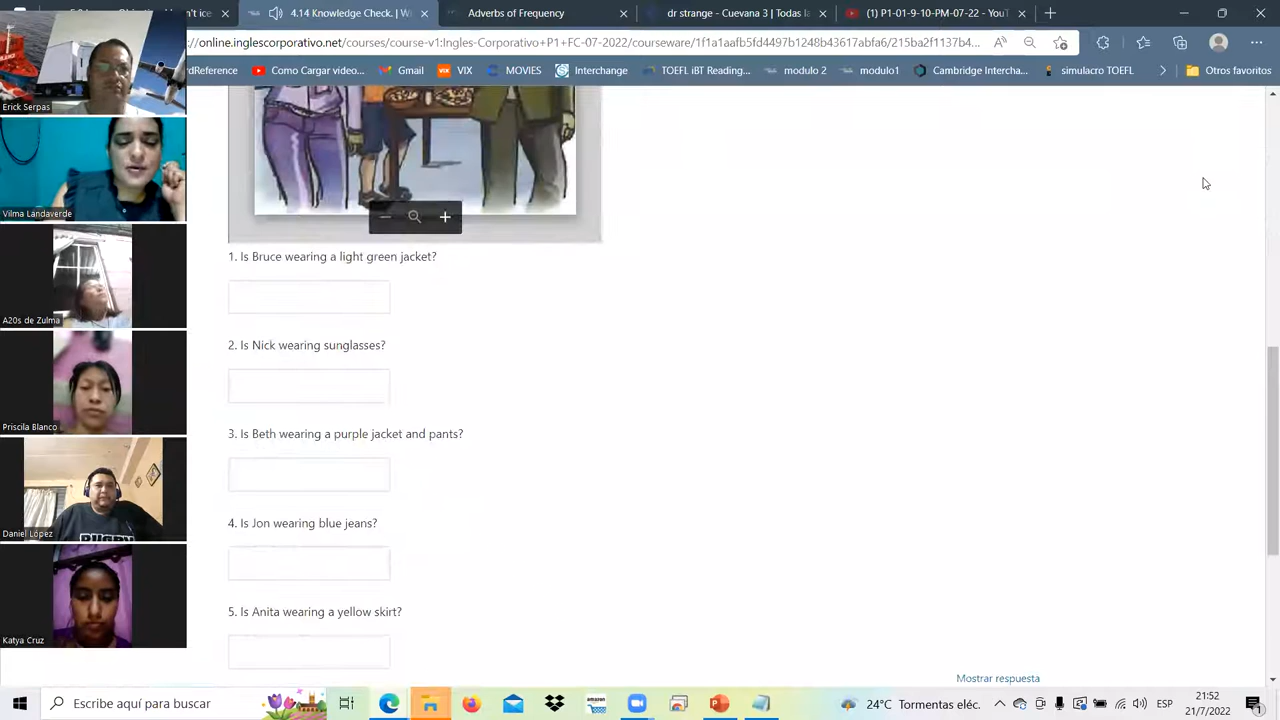 4.14 Knowledge Check. | Wi
Adverbs of Frequency
dr strange - Cuevana 3 | Todas l
(1) P1-01-9-10-PM-07-22 - YouT
://online.inglescorporativo.net/courses/course-v1:Ingles-Corporativo+P1+FC-07-2022/courseware/1f1a1aafb5fd4497b1248b43617abfa6/215ba2f1137b4...
rdReference
Como Cargar video...
Gmail
VIX
MOVIES
Interchange
TOEFL iBT Reading...
modulo 2
modulo1
Cambridge Intercha...
simulacro TOEFL
Otros favoritos
Erick Serpas
Vilma Landaverde
A20s de Zulma
Priscila Blanco
Daniel López
Katya Cruz
1. Is Bruce wearing a light green jacket?
2. Is Nick wearing sunglasses?
3. Is Beth wearing a purple jacket and pants?
4. Is Jon wearing blue jeans?
5. Is Anita wearing a yellow skirt?
Mostrar respuesta
Escribe aquí para buscar
24°C Tormentas eléc.
ESP
21:52
21/7/2022